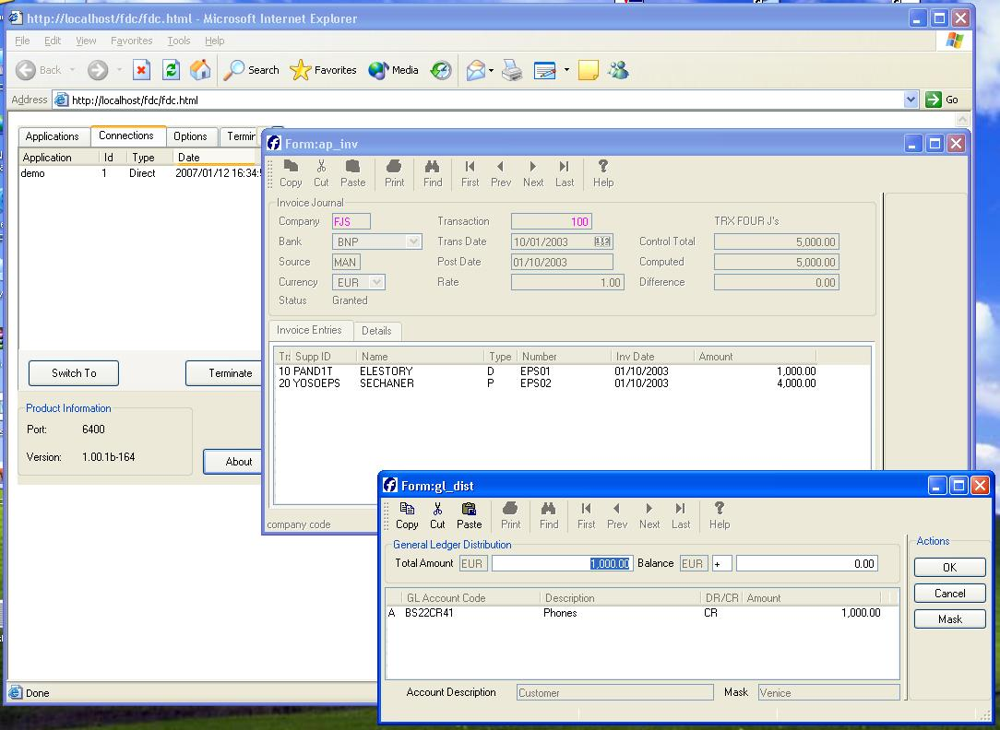 http://localhost/fdc/fdc.html - Microsoft Internet Explorer
File Edit View Favorites Tools Help
Back Search Favorites Media
Address http://localhost/fdc/fdc.html Go
Applications Connections Options
Application Id Type Date
demo 1 Direct 2007/01/12 16:34:
Switch To Terminate
Product Information
Port: 6400
Version: 1.00.1b-164
About
Done
Form:ap_inv
Copy Cut Paste Print Find First Prev Next Last Help
Invoice Journal
Company FJS Transaction 100 TRX FOUR J's
Bank BNP Trans Date 10/01/2003 Control Total 5,000.00
Source MAN Post Date 01/10/2003 Computed 5,000.00
Currency EUR Rate 1.00 Difference 0.00
Status Granted
Invoice Entries Details
Supp ID Name Type Number Inv Date Amount
10 PAND1T ELESTORY D EPS01 01/10/2003 1,000.00
20 YOSOEPS SECHANER P EPS02 01/10/2003 4,000.00
company code
Form:gl_dist
Copy Cut Paste Print Find First Prev Next Last Help
General Ledger Distribution
Total Amount EUR 1,000.00 Balance EUR + 0.00
GL Account Code Description DR/CR Amount
A BS22CR41 Phones CR 1,000.00
Account Description Customer Mask Venice
Actions
OK
Cancel
Mask